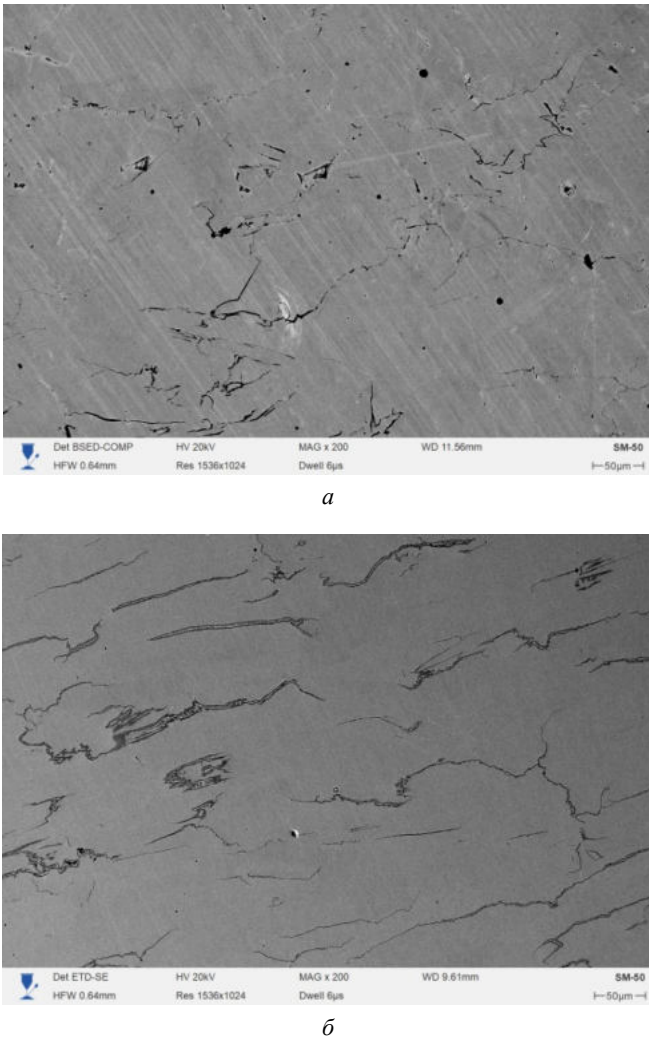 Det BSED-COMP HV 20kV MAG x 200 WD 11.56mm SM-50
HFW 0.64mm Res 1536x1024 Dwell 6µs 50µm
а
Det ETD-SE HV 20kV MAG x 200 WD 9.61mm SM-50
HFW 0.64mm Res 1536x1024 Dwell 6µs 50µm
б